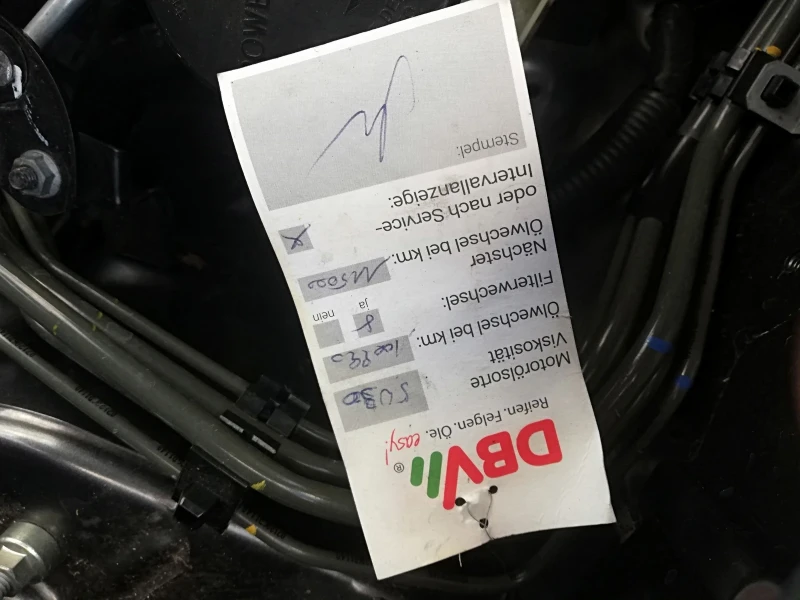 DBV
®
Reifen. Felgen. Öle. easy!
Motorölsorte
Viskosität
5W30
Ölwechsel bei km:
Filterwechsel:
ja
nein
Nächster
Ölwechsel bei km:
115000
oder nach Service-
Intervallanzeige:
x
Stempel: